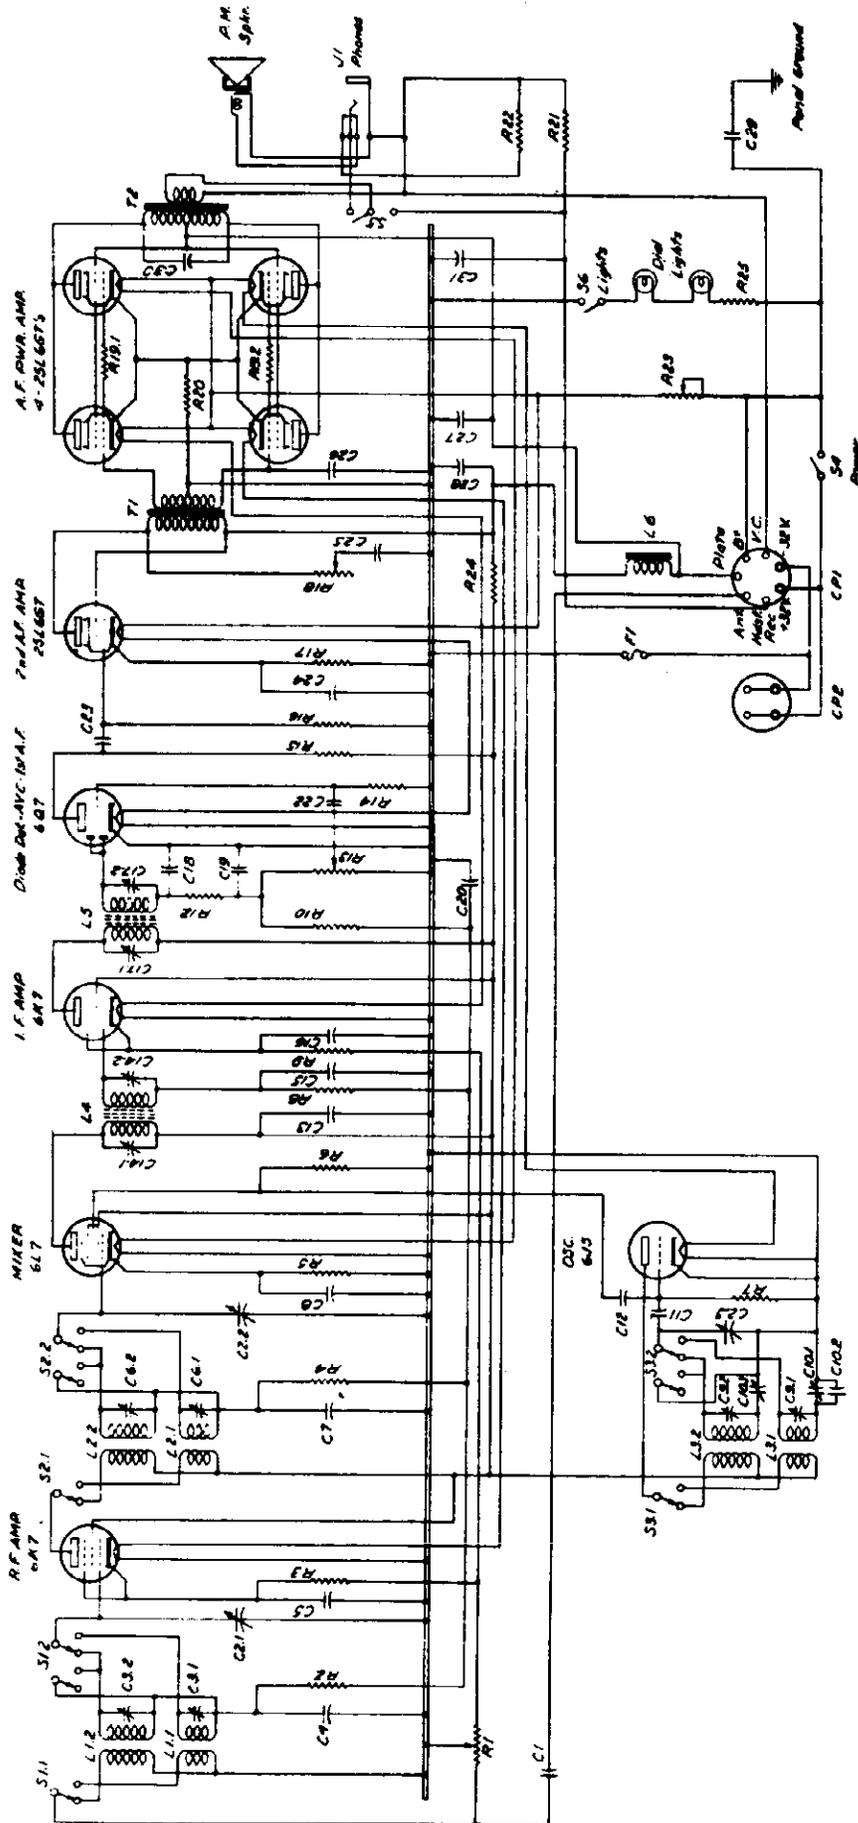 R.F. AMP.
6K7
MIXER
6L7
I.F. AMP
6K7
Diode Det-AVC-1st A.F.
6Q7
2nd A.F. AMP
25L6GT
A.F. PWR. AMP.
4-25L6GT's
P.M.
Spkr.
S1.1
S1.2
L1.2
L1.1
C3.2
C3.1
C4
R2
C2.1
C5
R3
S2.1
S2.2
L2.2
L2.1
C6.2
C6.1
C7
R4
C2.2
C8
R5
R6
C14.1
L4
C14.2
C13
R8
C15
R9
C16
C17.1
L5
C17.2
R10
R12
C18
C19
R13
C22
R14
C20
R15
R16
C23
C24
R17
R18
C25
T1
C26
R19.1
R20
R19.2
C30
T2
S5
J1
Phones
R22
R21
C31
C27
C28
R24
R1
C1
S3.1
S3.2
L3.2
L3.1
C9.2
C9.1
C10.1
C10.2
C11
C12
C2.3
R7
OSC.
6J5
F1
L6
Plate
B+
V.C.
-32V
Ant.
Rec
+32V
CP1
CP2
R23
S4
Power
S6
Lights
Dial
Lights
R25
C29
Panel Ground